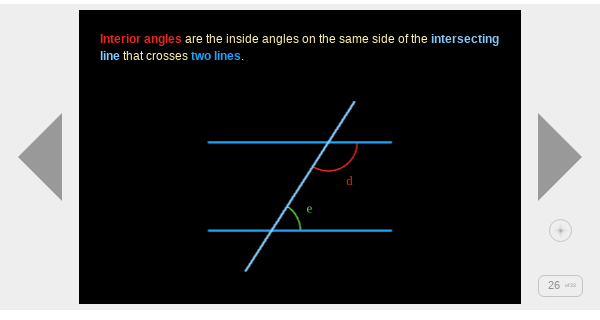 Interior angles are the inside angles on the same side of the intersecting
line that crosses two lines.
d
e
26